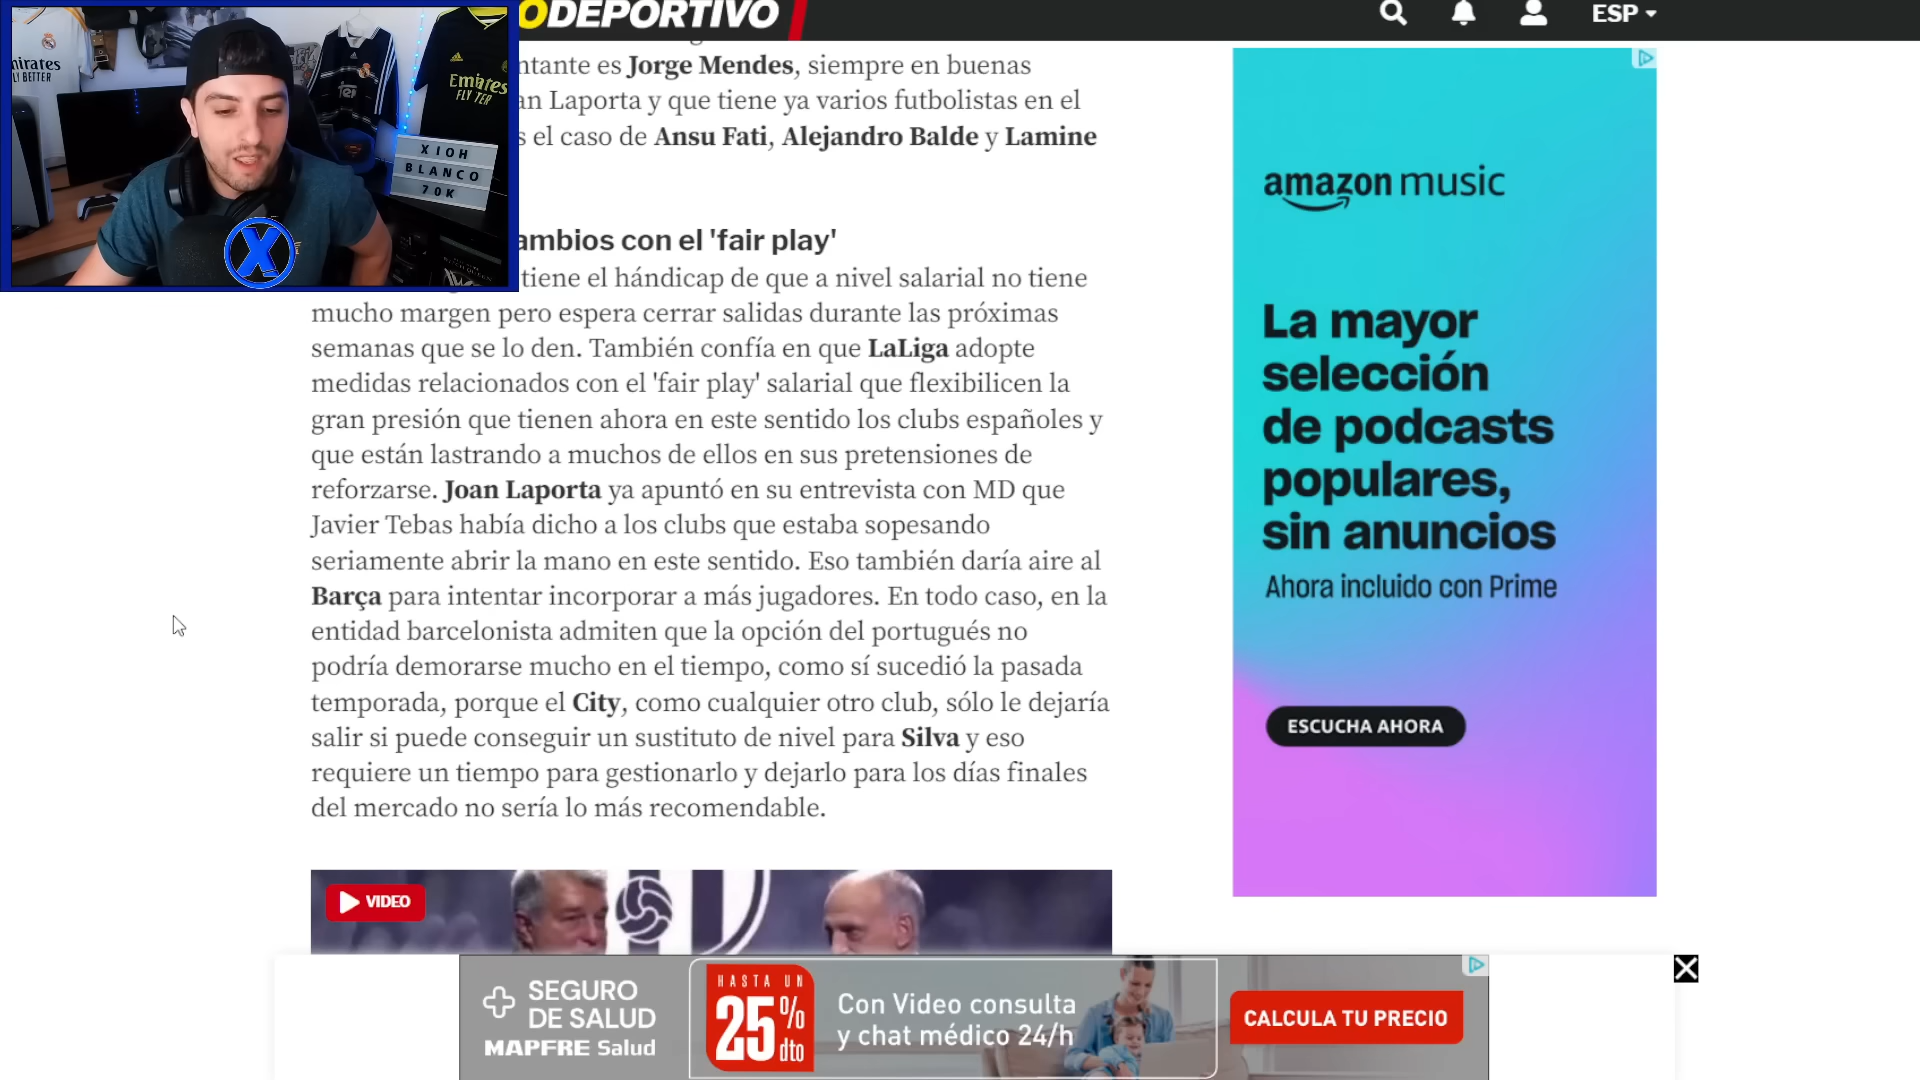 ODEPORTIVO
ESP
irates
LY BETTER
Emirates
FLY
XIOH
BLANCO
70K
X
ntante es Jorge Mendes, siempre en buenas
an Laporta y que tiene ya varios futbolistas en el
s el caso de Ansu Fati, Alejandro Balde y Lamine
ambios con el 'fair play'
tiene el hándicap de que a nivel salarial no tiene
mucho margen pero espera cerrar salidas durante las próximas
semanas que se lo den. También confía en que LaLiga adopte
medidas relacionados con el 'fair play' salarial que flexibilicen la
gran presión que tienen ahora en este sentido los clubs españoles y
que están lastrando a muchos de ellos en sus pretensiones de
reforzarse. Joan Laporta ya apuntó en su entrevista con MD que
Javier Tebas había dicho a los clubs que estaba sopesando
seriamente abrir la mano en este sentido. Eso también daría aire al
Barça para intentar incorporar a más jugadores. En todo caso, en la
entidad barcelonista admiten que la opción del portugués no
podría demorarse mucho en el tiempo, como sí sucedió la pasada
temporada, porque el City, como cualquier otro club, sólo le dejaría
salir si puede conseguir un sustituto de nivel para Silva y eso
requiere un tiempo para gestionarlo y dejarlo para los días finales
del mercado no sería lo más recomendable.
VIDEO
amazon music
La mayor
selección
de podcasts
populares,
sin anuncios
Ahora incluido con Prime
ESCUCHA AHORA
SEGURO
DE SALUD
MAPFRE Salud
HASTA UN
25%
dto
Con Video consulta
y chat médico 24/h
CALCULA TU PRECIO